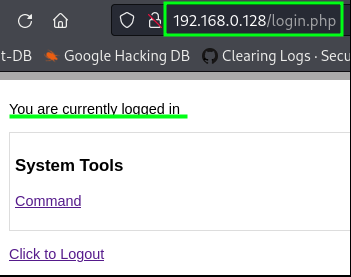 192.168.0.128/login.php
t-DB Google Hacking DB Clearing Logs · Secu
You are currently logged in
System Tools
Command
Click to Logout